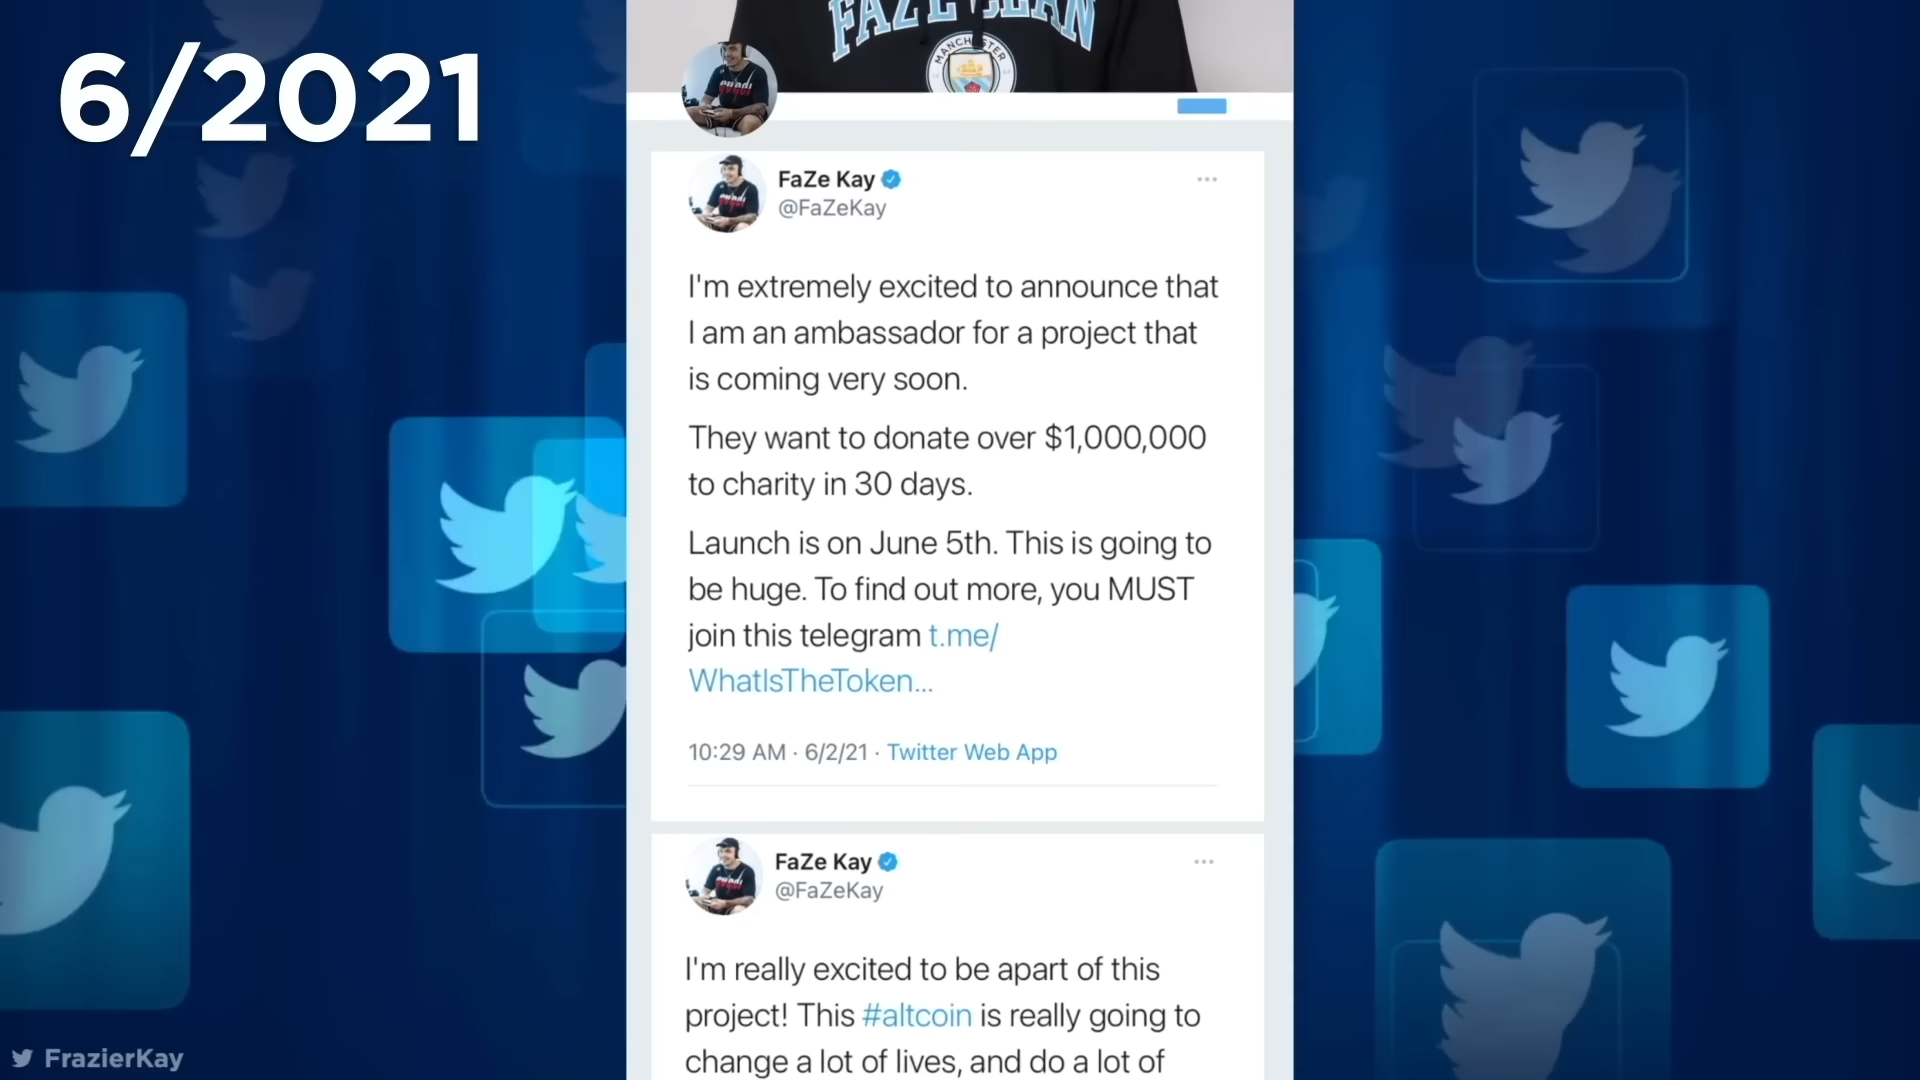 6/2021
FAZE CLAN
MANCHESTER
FaZe Kay
@FaZeKay
I'm extremely excited to announce that
I am an ambassador for a project that
is coming very soon.
They want to donate over $1,000,000
to charity in 30 days.
Launch is on June 5th. This is going to
be huge. To find out more, you MUST
join this telegram t.me/
WhatIsTheToken...
10:29 AM · 6/2/21 · Twitter Web App
FaZe Kay
@FaZeKay
I'm really excited to be apart of this
project! This #altcoin is really going to
change a lot of lives, and do a lot of
FrazierKay